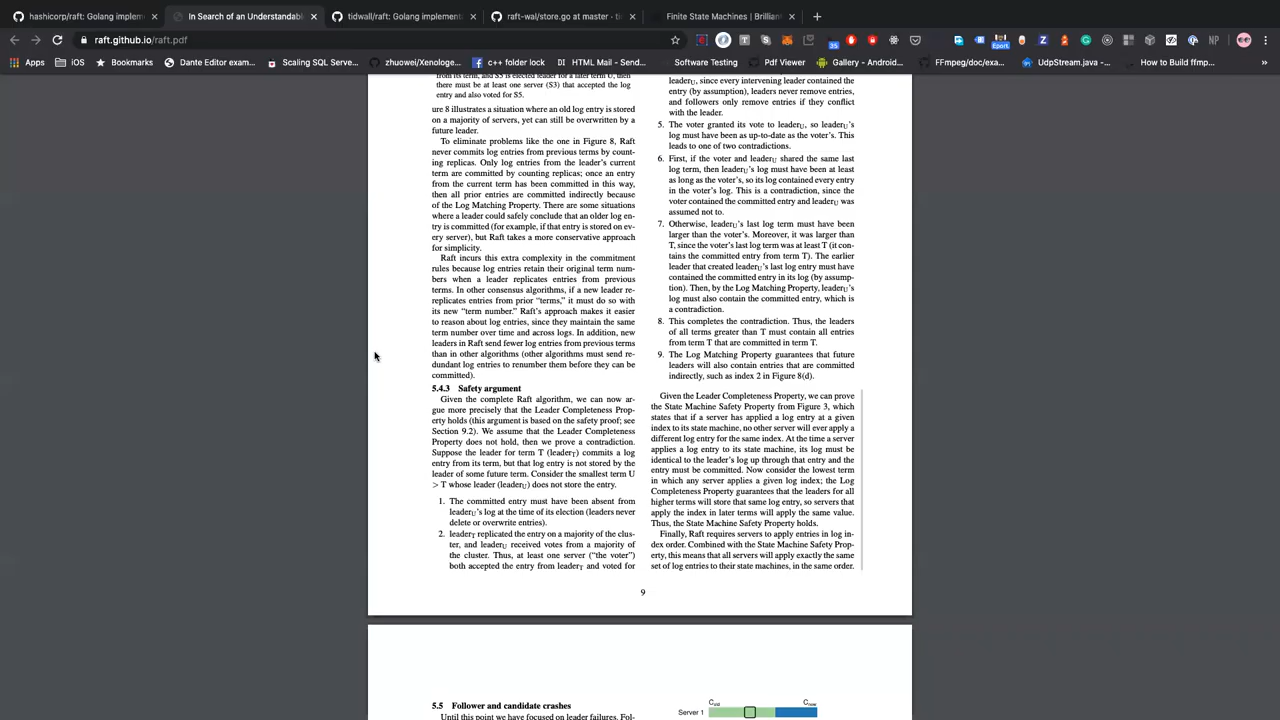 hashicorp/raft: Golang implem
In Search of an Understandabl
tidwall/raft: Golang implement
raft-wal/store.go at master · ti
Finite State Machines | Brillian
raft.github.io/raft.pdf
35
Eport
Apps
iOS
Bookmarks
Dante Editor exam...
Scaling SQL Serve...
zhuowei/Xenologe...
c++ folder lock
DI HTML - Dante...
Send ...
Software Testing
Pdf Viewer
Gallery - Android...
FFmpeg/doc/exam...
UdpStream.java - j...
How to Build ffmp...
from its term, and S5 is elected leader for a later term U, then
there must be at least one server (S3) that accepted the log
entry and also voted for S5.
ure 8 illustrates a situation where an old log entry is stored
on a majority of servers, yet can still be overwritten by a
future leader.
To eliminate problems like the one in Figure 8, Raft
never commits log entries from previous terms by count-
ing replicas. Only log entries from the leader's current
term are committed by counting replicas; once an entry
from the current term has been committed in this way,
then all prior entries are committed indirectly because
of the Log Matching Property. There are some situations
where a leader could safely conclude that an older log en-
try is committed (for example, if that entry is stored on ev-
ery server), but Raft takes a more conservative approach
for simplicity.
Raft incurs this extra complexity in the commitment
rules because log entries retain their original term num-
bers when a leader replicates entries from previous
terms. In other consensus algorithms, if a new leader re-
replicates entries from prior "terms," it must do so with
its new "term number." Raft's approach makes it easier
to reason about log entries, since they maintain the same
term number over time and across logs. In addition, new
leaders in Raft send fewer log entries from previous terms
than in other algorithms (other algorithms must send re-
dundant log entries to renumber them before they can be
committed).
5.4.3 Safety argument
Given the complete Raft algorithm, we can now ar-
gue more precisely that the Leader Completeness Prop-
erty holds (this argument is based on the safety proof; see
Section 9.2). We assume that the Leader Completeness
Property does not hold, then we prove a contradiction.
Suppose the leader for term T (leaderT) commits a log
entry from its term, but that log entry is not stored by the
leader of some future term. Consider the smallest term U
> T whose leader (leaderU) does not store the entry.
1. The committed entry must have been absent from
leaderU's log at the time of its election (leaders never
delete or overwrite entries).
2. leaderT replicated the entry on a majority of the clus-
ter, and leaderU received votes from a majority of
the cluster. Thus, at least one server ("the voter")
both accepted the entry from leaderT and voted for
leaderU, since every intervening leader contained the
entry (by assumption), leaders never remove entries,
and followers only remove entries if they conflict
with the leader.
5. The voter granted its vote to leaderU, so leaderU's
log must have been as up-to-date as the voter's. This
leads to one of two contradictions.
6. First, if the voter and leaderU shared the same last
log term, then leaderU's log must have been at least
as long as the voter's, so its log contained every entry
in the voter's log. This is a contradiction, since the
voter contained the committed entry and leaderU was
assumed not to.
7. Otherwise, leaderU's last log term must have been
larger than the voter's. Moreover, it was larger than
T, since the voter's last log term was at least T (it con-
tains the committed entry from term T). The earlier
leader that created leaderU's last log entry must have
contained the committed entry in its log (by assump-
tion). Then, by the Log Matching Property, leaderU's
log must also contain the committed entry, which is
a contradiction.
8. This completes the contradiction. Thus, the leaders
of all terms greater than T must contain all entries
from term T that are committed in term T.
9. The Log Matching Property guarantees that future
leaders will also contain entries that are committed
indirectly, such as index 2 in Figure 8(d).
Given the Leader Completeness Property, we can prove
the State Machine Safety Property from Figure 3, which
states that if a server has applied a log entry at a given
index to its state machine, no other server will ever apply a
different log entry for the same index. At the time a server
applies a log entry to its state machine, its log must be
identical to the leader's log up through that entry and the
entry must be committed. Now consider the lowest term
in which any server applies a given log index; the Log
Completeness Property guarantees that the leaders for all
higher terms will store that same log entry, so servers that
apply the index in later terms will apply the same value.
Thus, the State Machine Safety Property holds.
Finally, Raft requires servers to apply entries in log in-
dex order. Combined with the State Machine Safety Prop-
erty, this means that all servers will apply exactly the same
set of log entries to their state machines, in the same order.
9
5.5 Follower and candidate crashes
Until this point we have focused on leader failures. Fol-
Cold
Cnew
Server 1